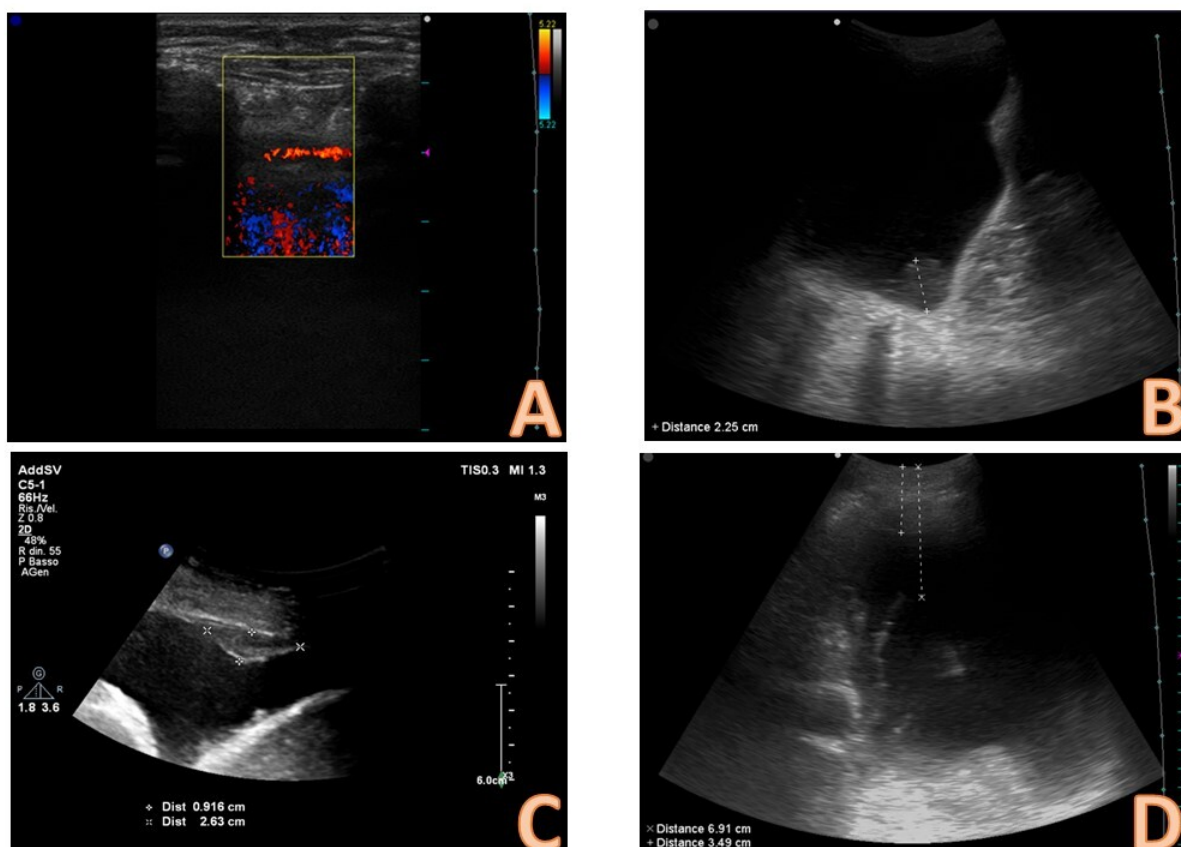 5.22
5.22
A
+ Distance 2.25 cm
B
AddSV
C5-1
66Hz
Ris./Vel.
Z 0.8
2D
48%
R din. 55
P Basso
AGen
TIS0.3 MI 1.3
M3
P
G
P R
1.8 3.6
6.0cm
Dist 0.916 cm
Dist 2.63 cm
C
× Distance 6.91 cm
+ Distance 3.49 cm
D